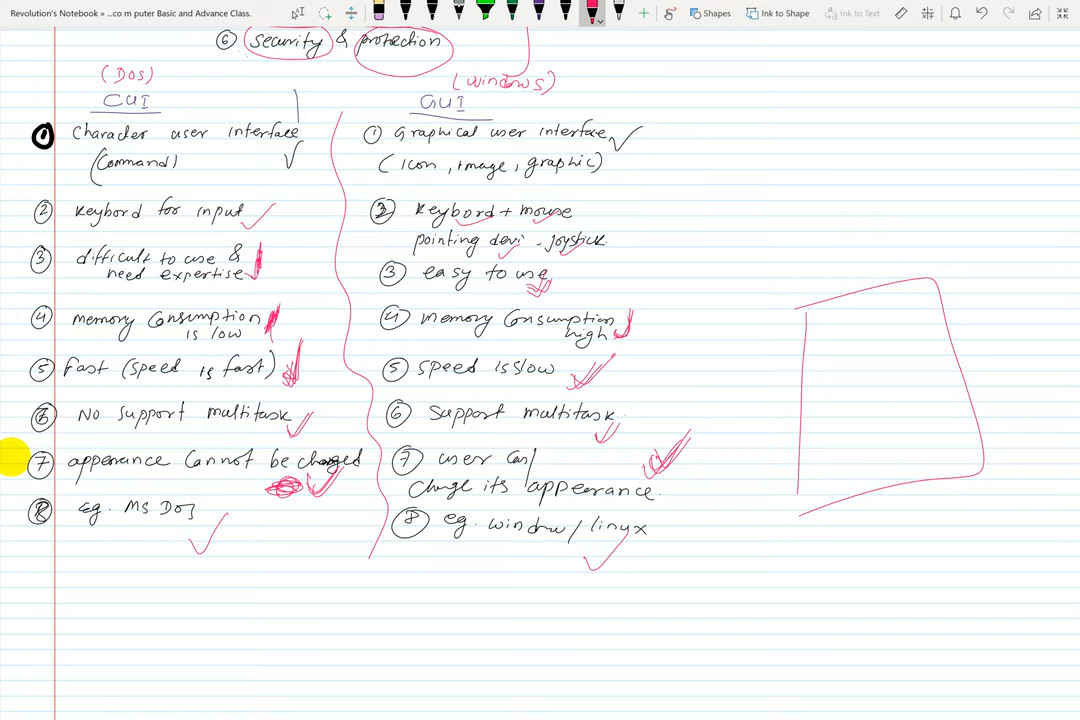 Revolution's Notebook » ...co m puter Basic and Advance Class.
Shapes
Ink to Shape
Ink to Text
⑥ security & protection
(DOS)
(windows)
CUI
GUI
① Character user interface
(command)
② Keybord for input
③ difficult to use &
need expertise
④ memory Consumption
is low
⑤ Fast (speed is fast)
⑥ No support multitask
⑦ apperance Cannot be changed
⑧ eg. MS DOS
① Graphical user interface
(icon, image, graphic)
② Keybord + mouse
pointing devi - joystick.
③ easy to use
④ memory Consumption
high
⑤ speed is slow
⑥ support multitask
⑦ user can
change its appeerance.
⑧ eg. window / linyx